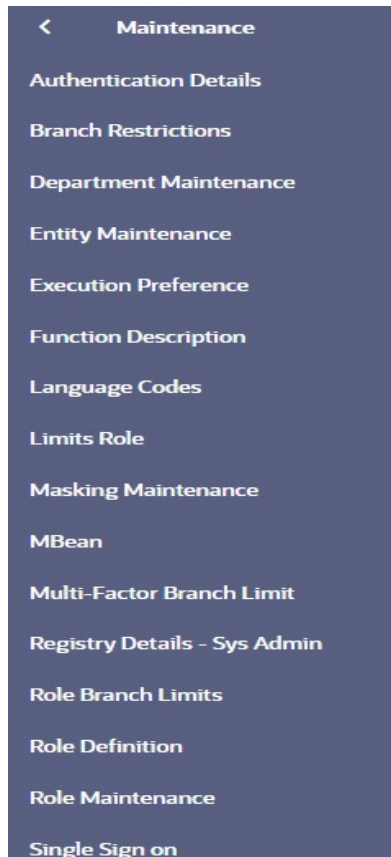 Maintenance
Authentication Details
Branch Restrictions
Department Maintenance
Entity Maintenance
Execution Preference
Function Description
Language Codes
Limits Role
Masking Maintenance
MBean
Multi-Factor Branch Limit
Registry Details - Sys Admin
Role Branch Limits
Role Definition
Role Maintenance
Single Sign on